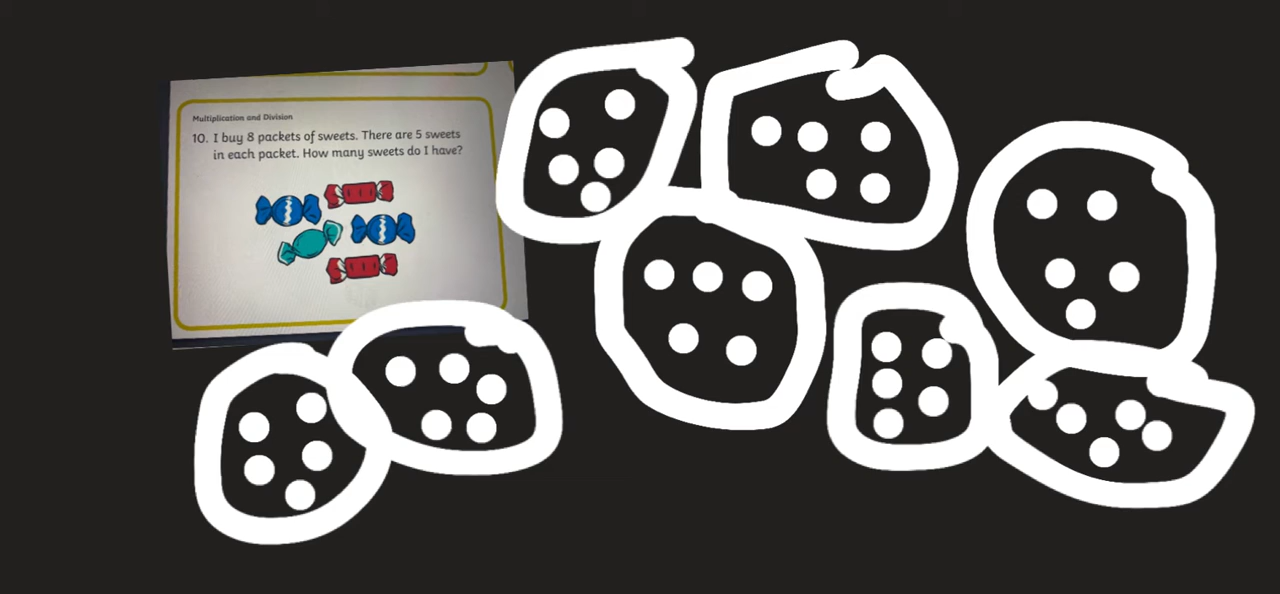 Multiplication and Division
10. I buy 8 packets of sweets. There are 5 sweets
in each packet. How many sweets do I have?